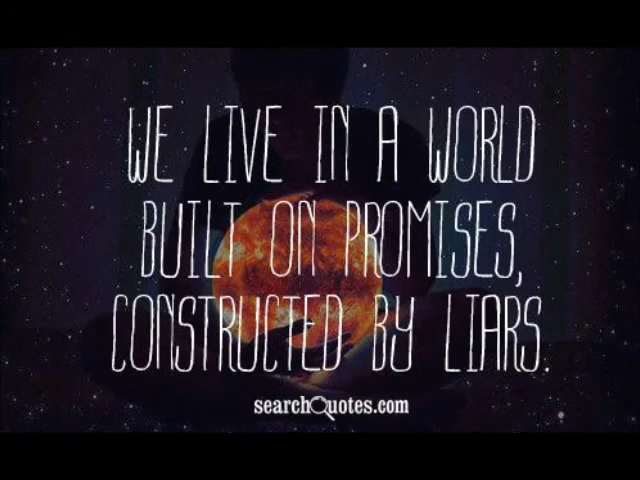 WE LIVE IN A WORLD
BUILT ON PROMISES,
CONSTRUCTED BY LIARS.
searchQuotes.com